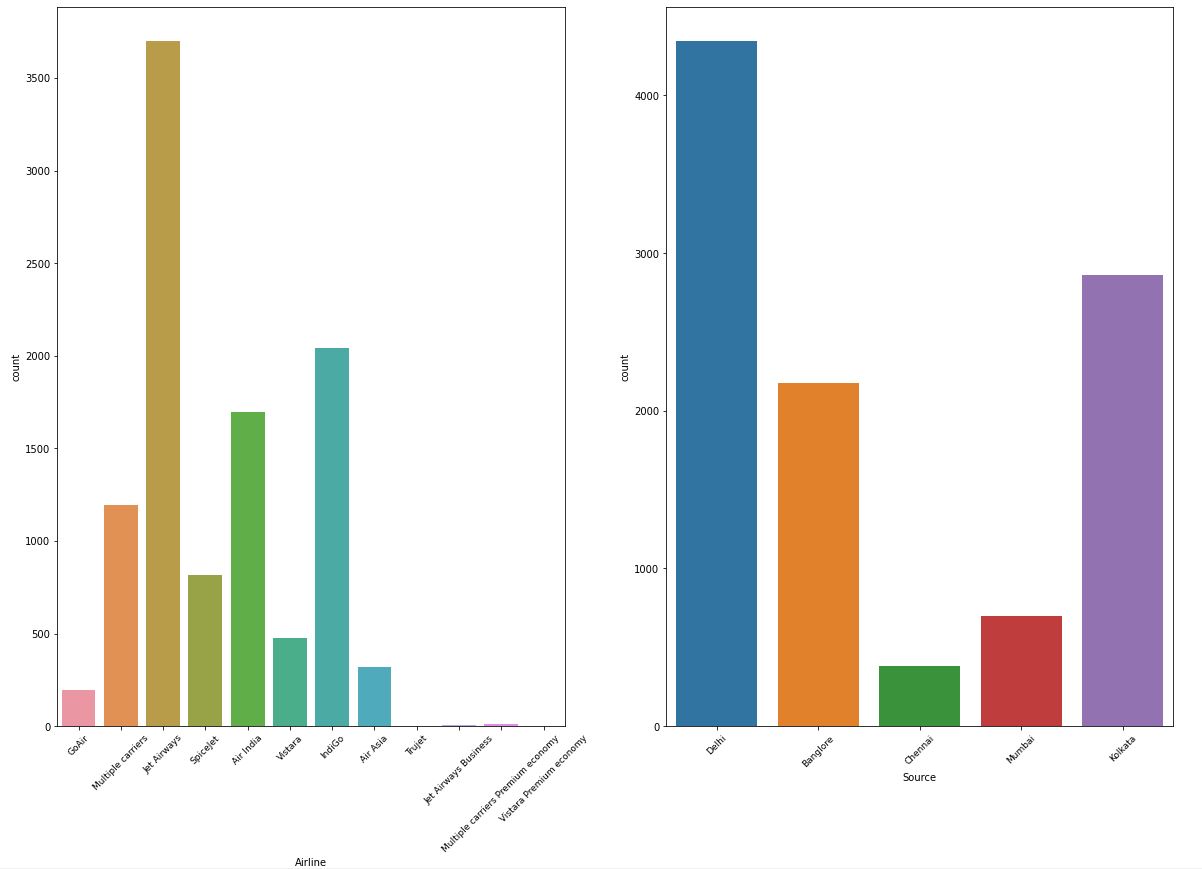 3500
3000
2500
2000
1500
1000
500
0
count
GoAir
Multiple carriers
Jet Airways
SpiceJet
Air India
Vistara
IndiGo
Air Asia
Trujet
Jet Airways Business
Multiple carriers Premium economy
Vistara Premium economy
Airline
4000
3000
2000
1000
0
count
Delhi
Banglore
Chennai
Mumbai
Kolkata
Source